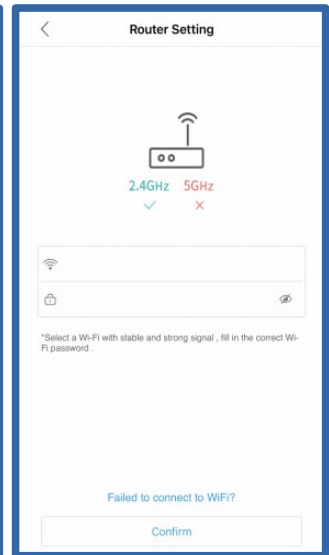 Router Setting
2.4GHz 5GHz
*Select a Wi-Fi with stable and strong signal , fill in the correct Wi-
Fi password .
Failed to connect to WiFi?
Confirm